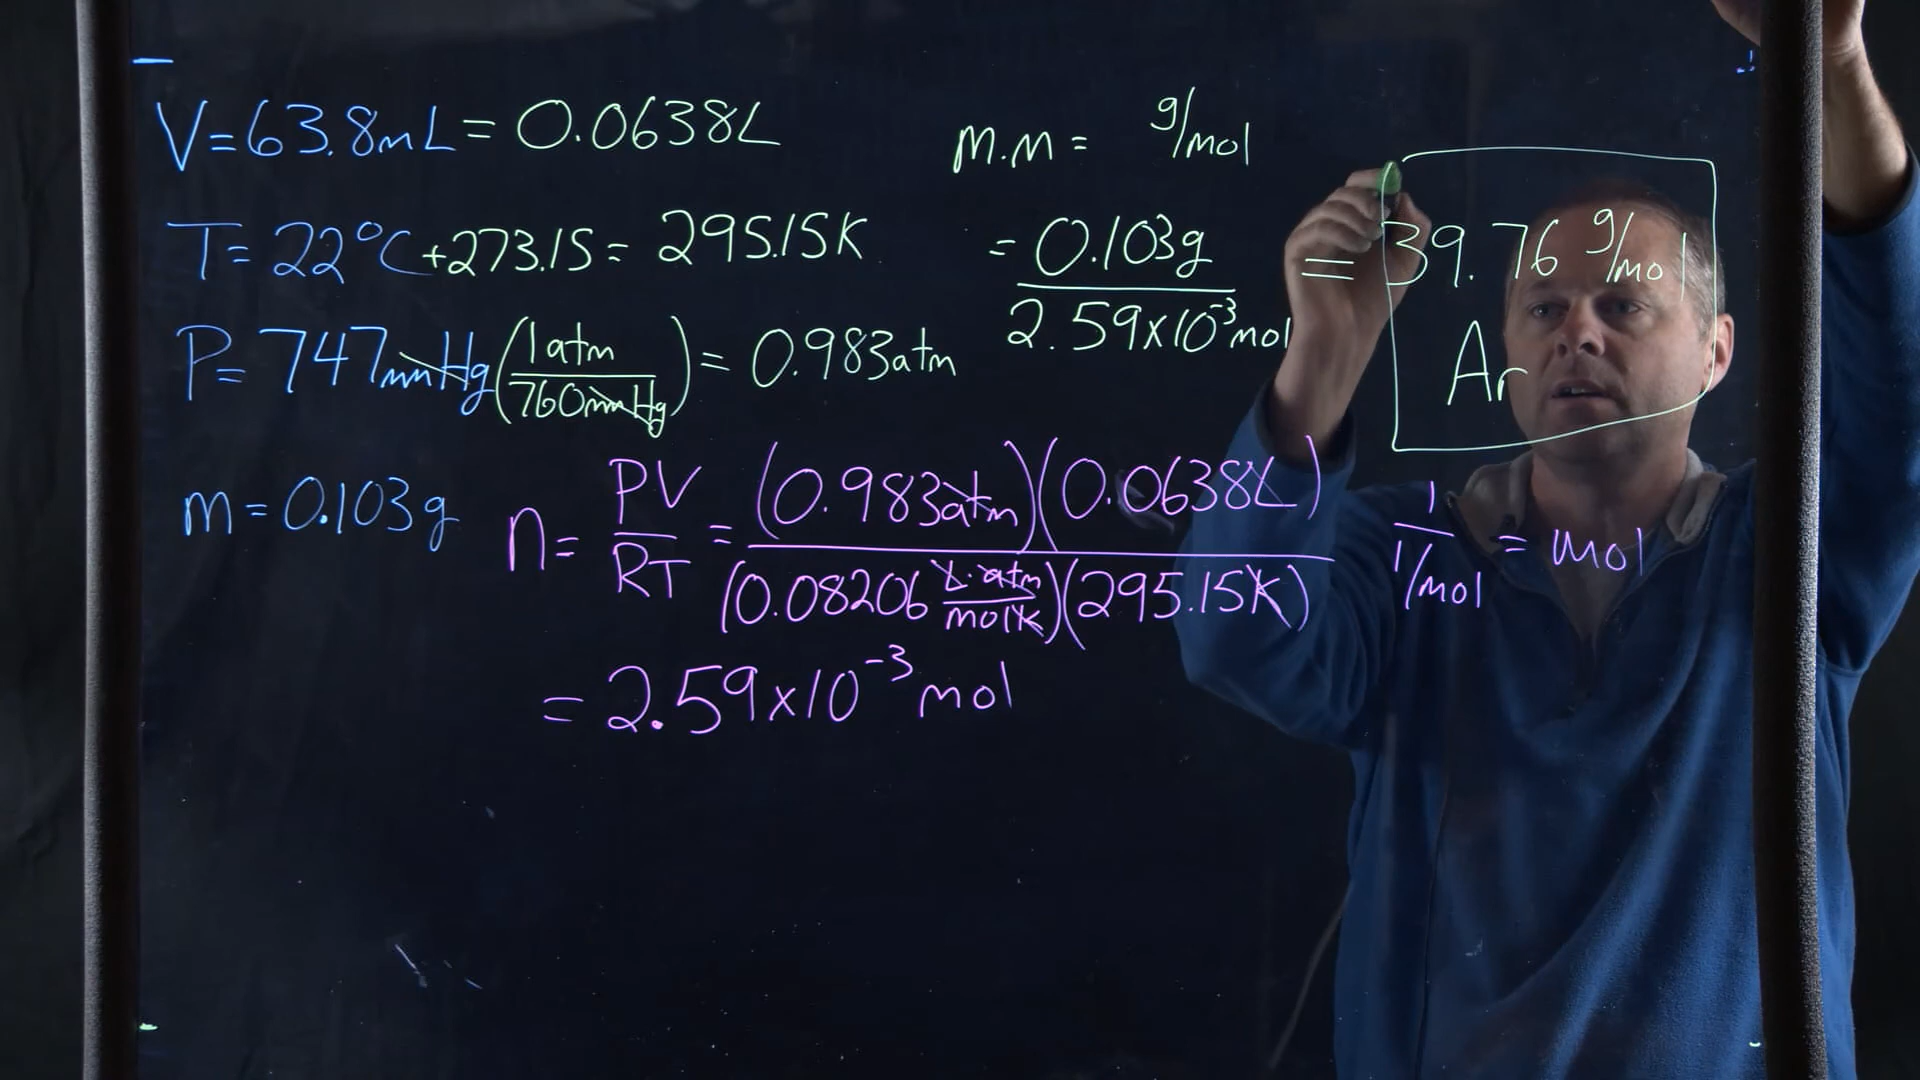 V=63.8mL= 0.0638L
T= 22°C+273.15= 295.15K
P= 747mmHg(1atm/760mmHg)= 0.983atm
m=0.103g
n= PV/RT = (0.983atm)(0.0638L)/(0.08206 L·atm/molK)(295.15K)
1/1/mol = mol
= 2.59x10⁻³ mol
M.M= g/mol
= 0.103g/2.59x10⁻³mol = 39.76 g/mol
Ar